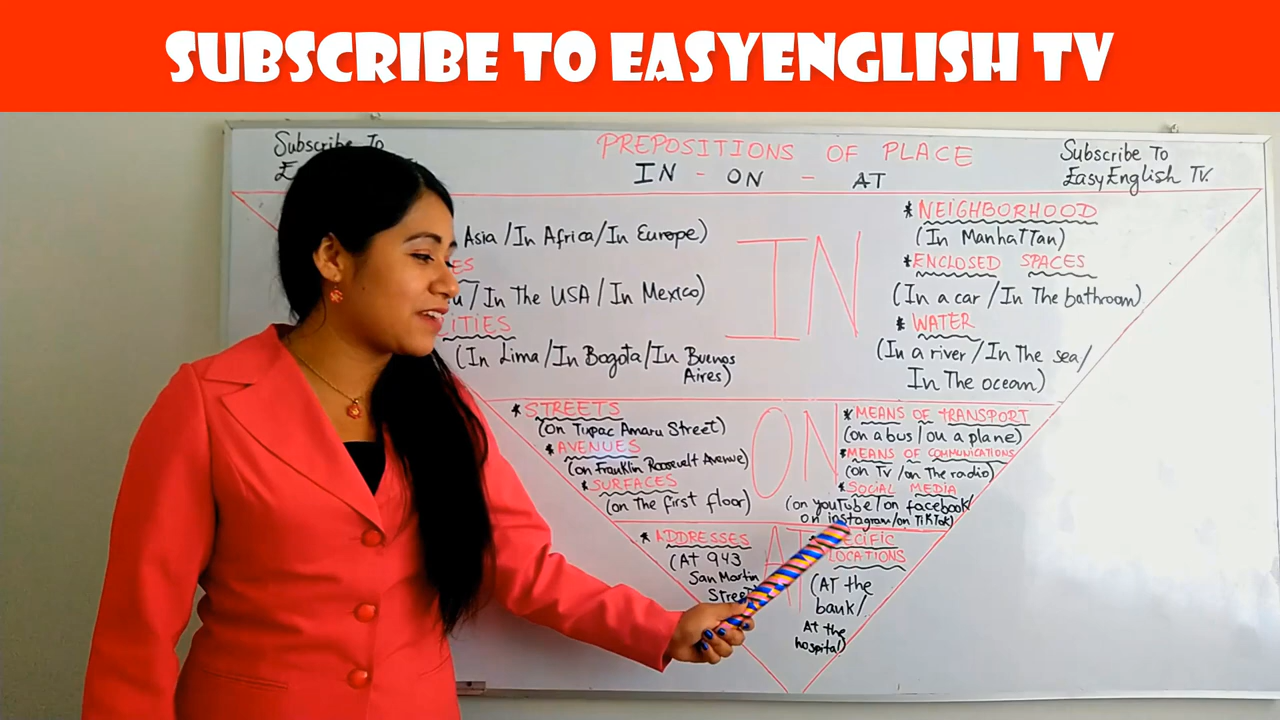 SUBSCRIBE TO EASYENGLISH TV
Subscribe To
PREPOSITIONS OF PLACE
IN - ON - AT
Subscribe To
EasyEnglish TV.
Asia / In Africa / In Europe)
In The USA / In Mexico)
CITIES
(In Lima / In Bogota / In Buenos
Aires)
IN
* NEIGHBORHOOD
(In ManhaTTan)
* ENCLOSED SPACES
(In a car / In The bathroom)
* WATER
(In a river / In The sea/
In The ocean)
* STREETS
(on Tupac Amaru Street)
* AVENUES
(on Franklin Roosevelt Avenue)
* SURFACES
(on the first floor)
ON
* MEANS OF TRANSPORT
(on a bus / on a plane)
* MEANS OF COMMUNICATIONS
(on Tv / on The radio)
* SOCIAL MEDIA
(on youTube / on facebook/
on instagram / on TikTok)
* ADDRESSES
(AT 943
San Martin
Street
AT
LOCATIONS
(AT the
bank/
AT the
hospital)